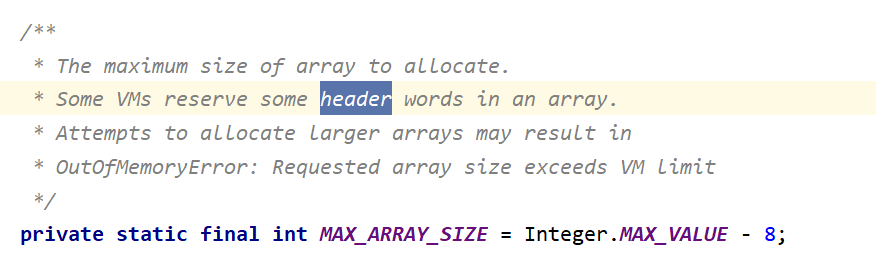 /**
* The maximum size of array to allocate.
* Some VMs reserve some header words in an array.
* Attempts to allocate larger arrays may result in
* OutOfMemoryError: Requested array size exceeds VM limit
*/
private static final int MAX_ARRAY_SIZE = Integer.MAX_VALUE - 8;